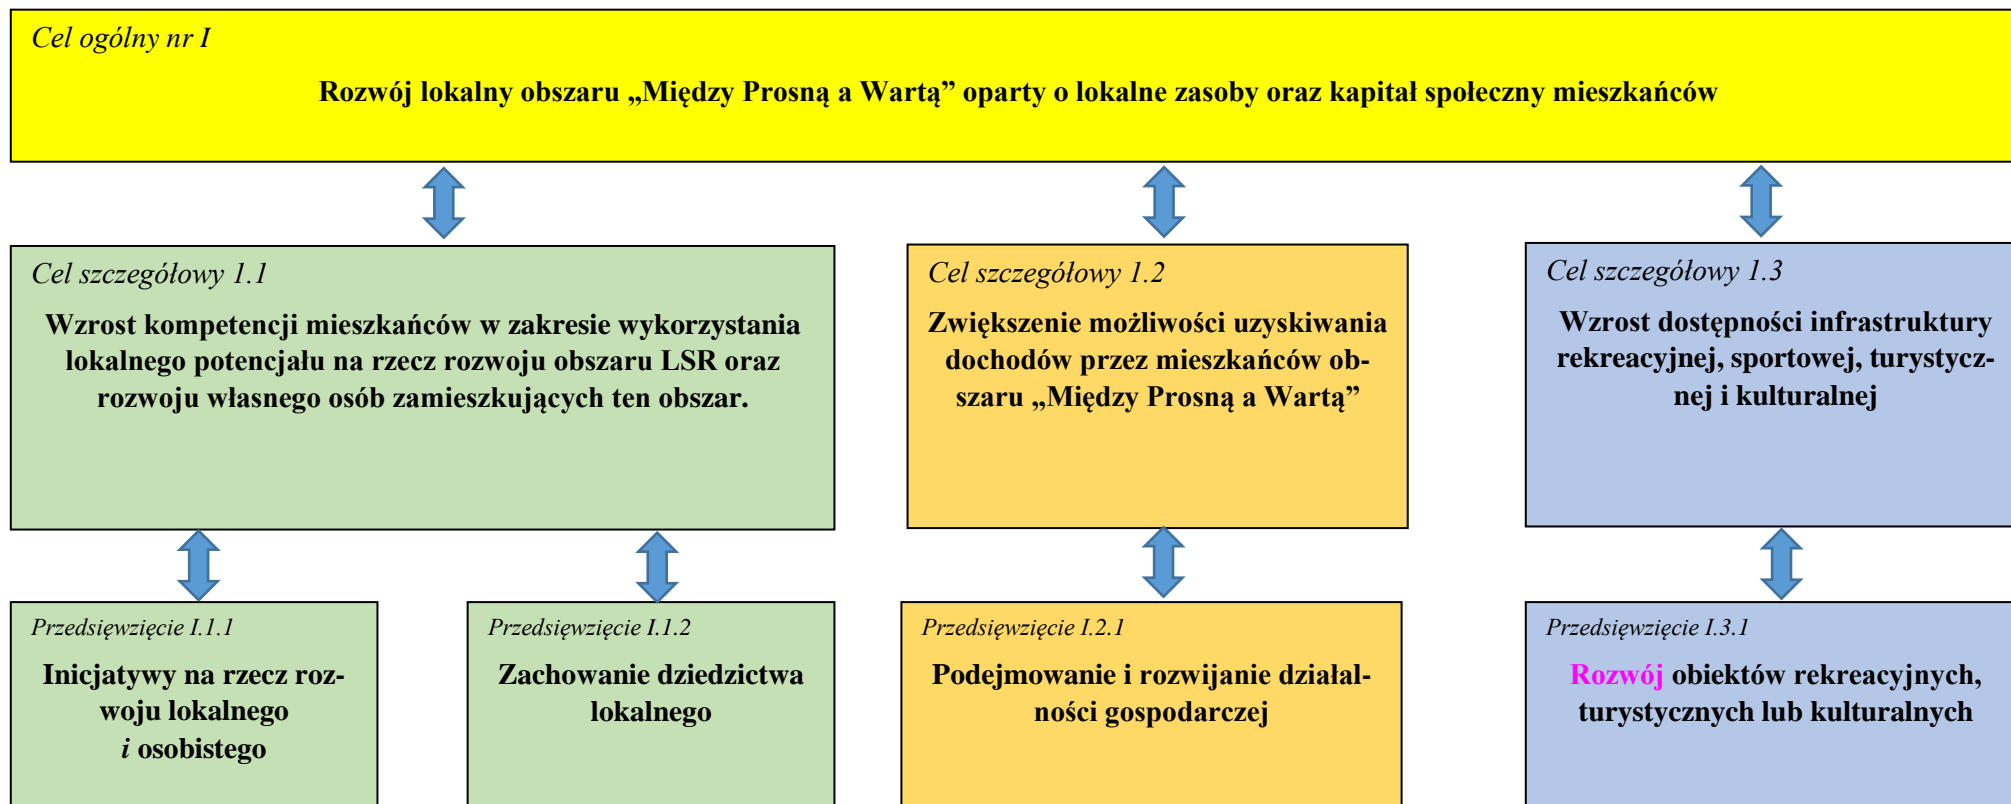 Cel ogólny nr I
Rozwój lokalny obszaru „Między Prosną a Wartą” oparty o lokalne zasoby oraz kapitał społeczny mieszkańców
Cel szczegółowy 1.1
Wzrost kompetencji mieszkańców w zakresie wykorzystania
lokalnego potencjału na rzecz rozwoju obszaru LSR oraz
rozwoju własnego osób zamieszkujących ten obszar.
Cel szczegółowy 1.2
Zwiększenie możliwości uzyskiwania
dochodów przez mieszkańców ob-
szaru „Między Prosną a Wartą”
Cel szczegółowy 1.3
Wzrost dostępności infrastruktury
rekreacyjnej, sportowej, turystycz-
nej i kulturalnej
Przedsięwzięcie I.1.1
Inicjatywy na rzecz roz-
woju lokalnego
i osobistego
Przedsięwzięcie I.1.2
Zachowanie dziedzictwa
lokalnego
Przedsięwzięcie I.2.1
Podejmowanie i rozwijanie działal-
ności gospodarczej
Przedsięwzięcie I.3.1
Rozwój obiektów rekreacyjnych,
turystycznych lub kulturalnych